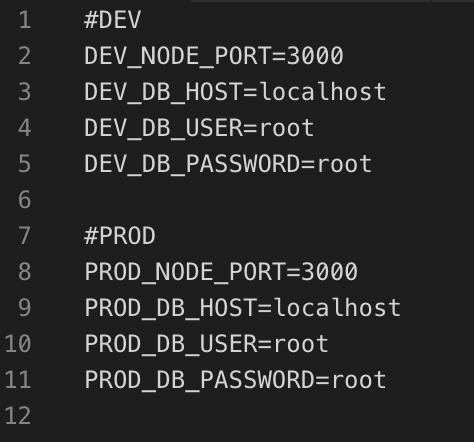 1 #DEV
2 DEV_NODE_PORT=3000
3 DEV_DB_HOST=localhost
4 DEV_DB_USER=root
5 DEV_DB_PASSWORD=root
6
7 #PROD
8 PROD_NODE_PORT=3000
9 PROD_DB_HOST=localhost
10 PROD_DB_USER=root
11 PROD_DB_PASSWORD=root
12